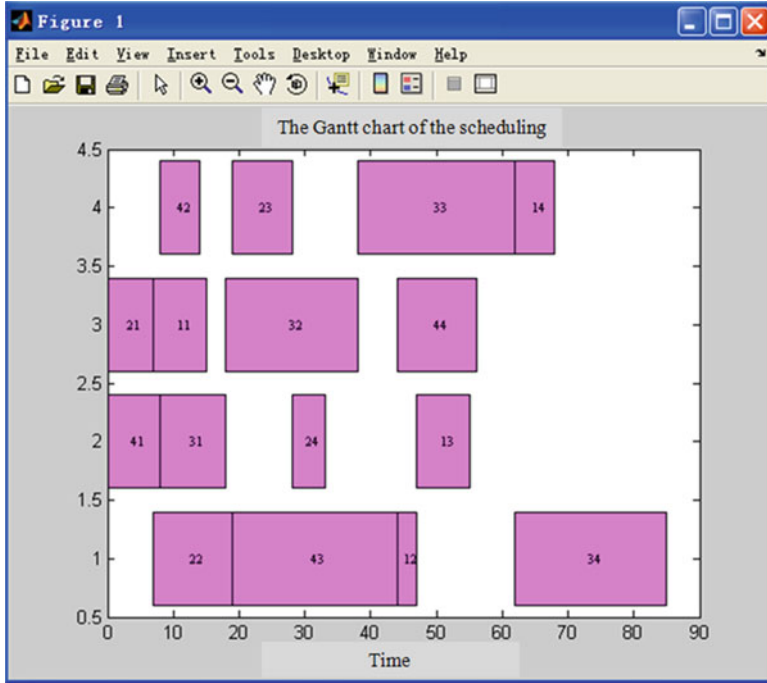 Figure 1
File Edit View Insert Tools Desktop Window Help
The Gantt chart of the scheduling
4.5
4
42 23 33 14
3.5
3
21 11 32 44
2.5
2
41 31 24 13
1.5
1
22 43 12 34
0.5
0 10 20 30 40 50 60 70 80 90
Time